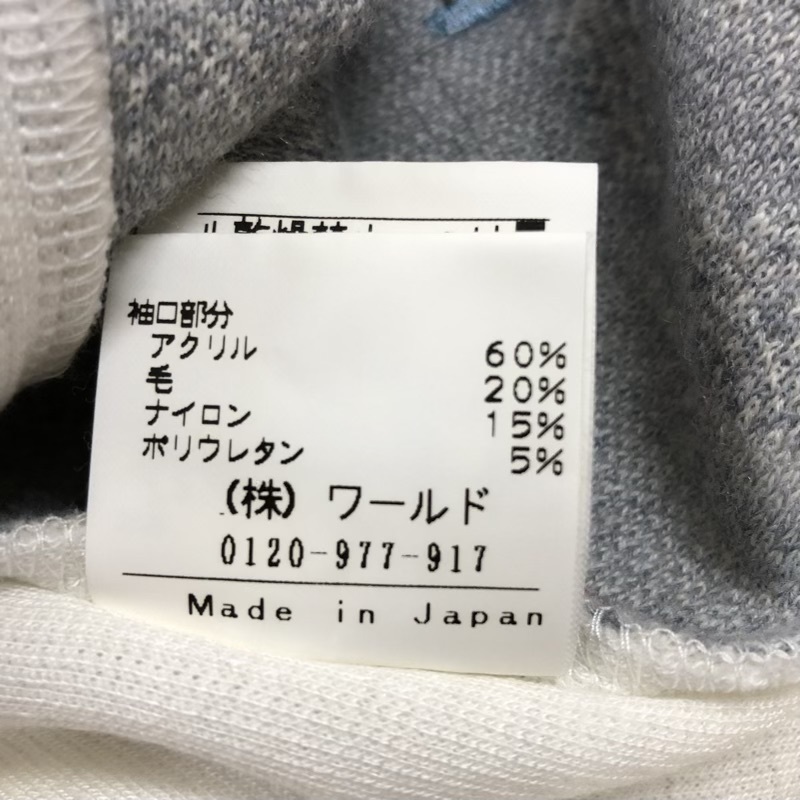 袖口部分
アクリル 60%
毛 20%
ナイロン 15%
ポリウレタン 5%
(株) ワールド
0120-977-917
Made in Japan